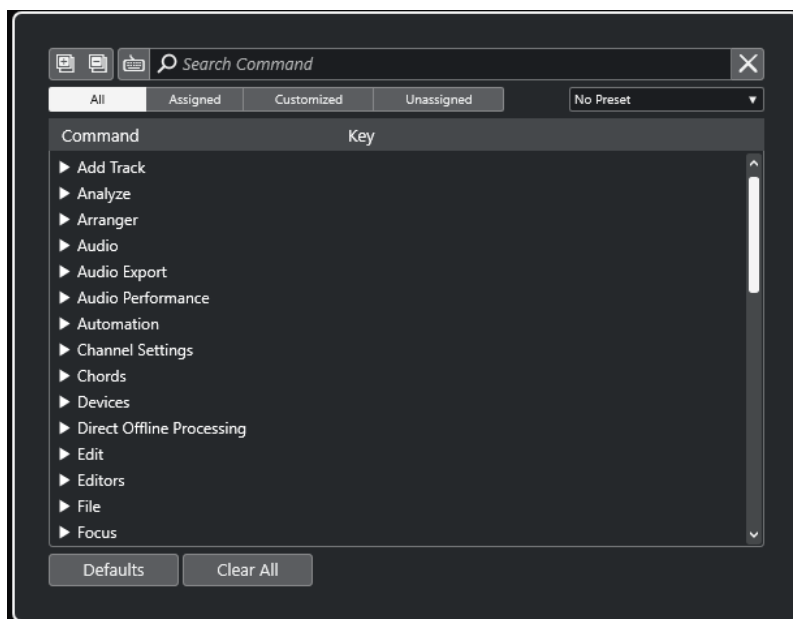 Search Command
All Assigned Customized Unassigned No Preset
Command Key
Add Track
Analyze
Arranger
Audio
Audio Export
Audio Performance
Automation
Channel Settings
Chords
Devices
Direct Offline Processing
Edit
Editors
File
Focus
Defaults Clear All